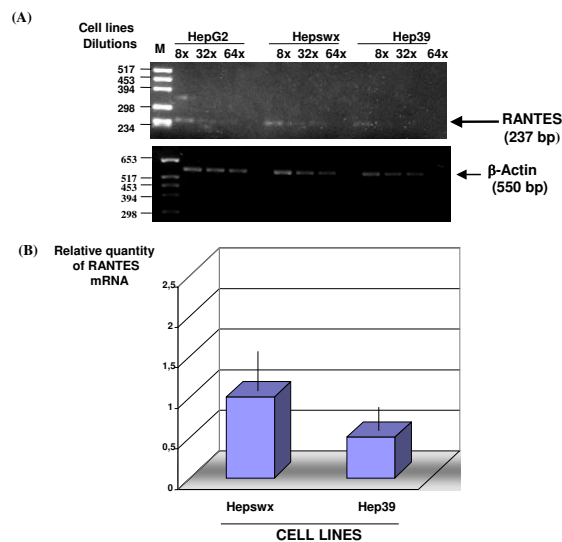 (A)
Cell lines
Dilutions
M
HepG2
Hepswx
Hep39
8x 32x 64x
8x 32x 64x
8x 32x 64x
517
453
394
298
234
RANTES
(237 bp)
653
517
453
394
298
β-Actin
(550 bp)
(B)
Relative quantity
of RANTES
mRNA
2,5
2
1,5
1
0,5
0
Hepswx
Hep39
CELL LINES